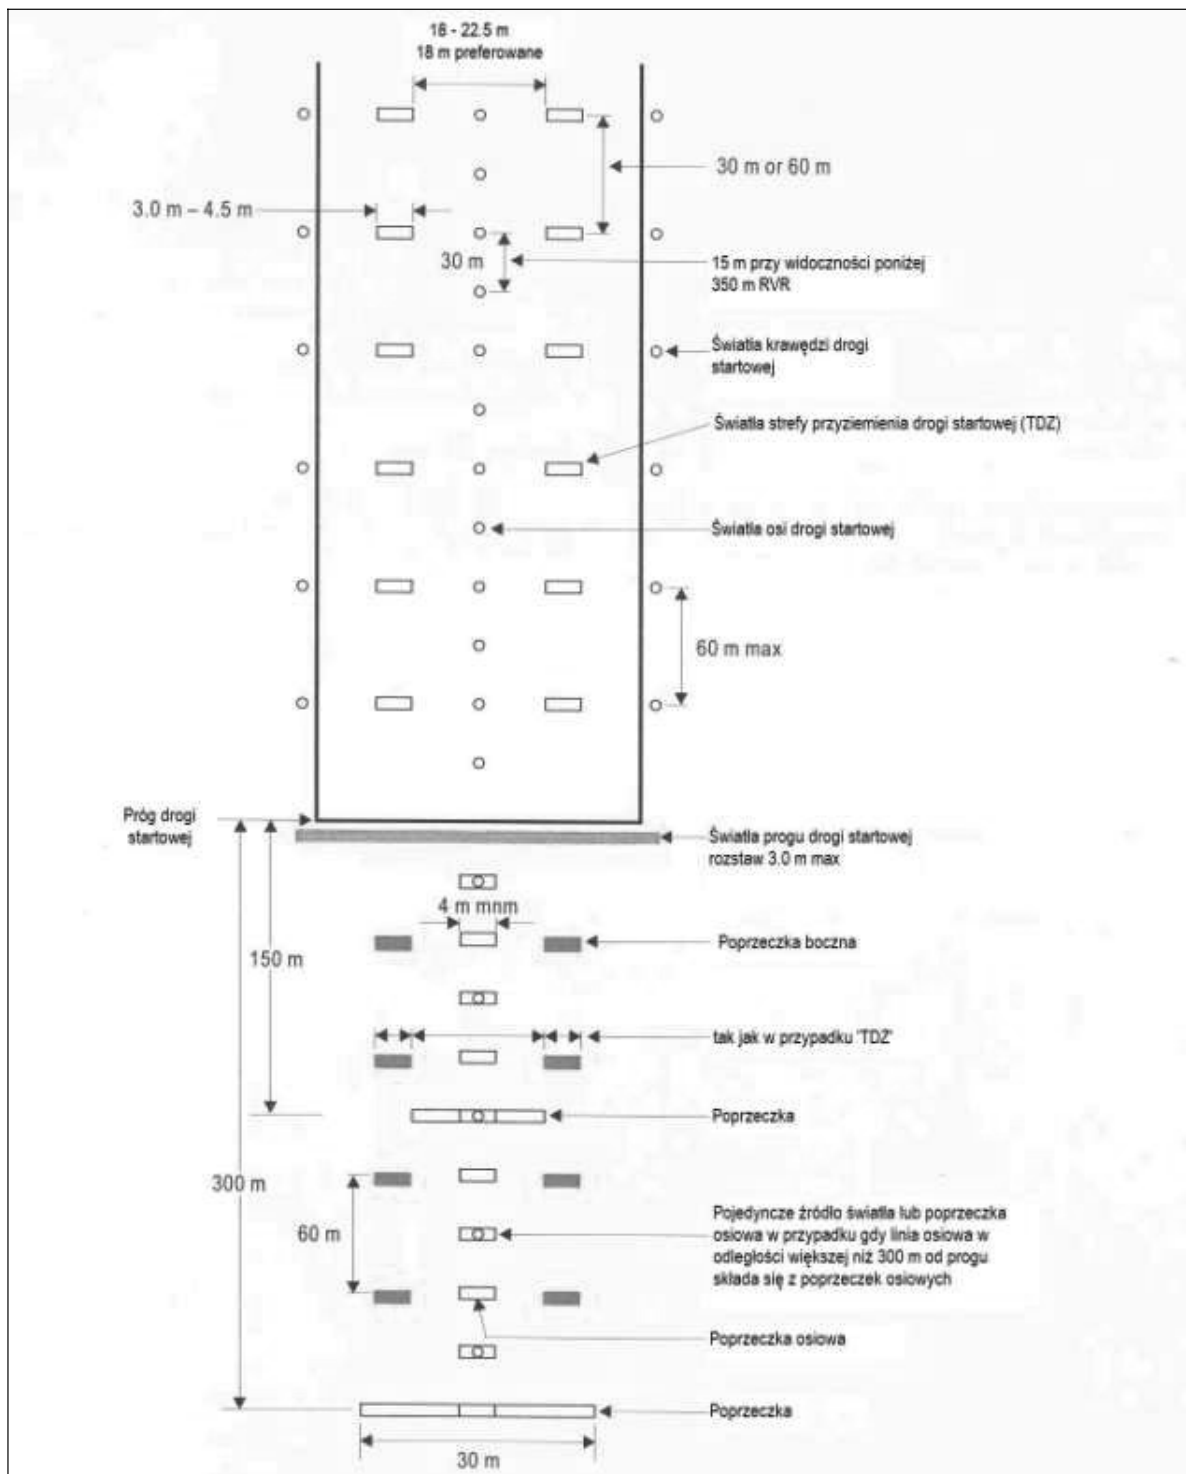 18 - 22.5 m
18 m preferowane
30 m or 60 m
3.0 m – 4.5 m
30 m
15 m przy widoczności poniżej
350 m RVR
Światła krawędzi drogi
startowej
Światła strefy przyziemienia drogi startowej (TDZ)
Światła osi drogi startowej
60 m max
Próg drogi
startowej
Światła progu drogi startowej
rozstaw 3.0 m max
4 m mnm
Poprzeczka boczna
150 m
tak jak w przypadku 'TDZ'
Poprzeczka
300 m
60 m
Pojedyncze źródło światła lub poprzeczka
osiowa w przypadku gdy linia osiowa w
odległości większej niż 300 m od progu
składa się z poprzeczek osiowych
Poprzeczka osiowa
Poprzeczka
30 m